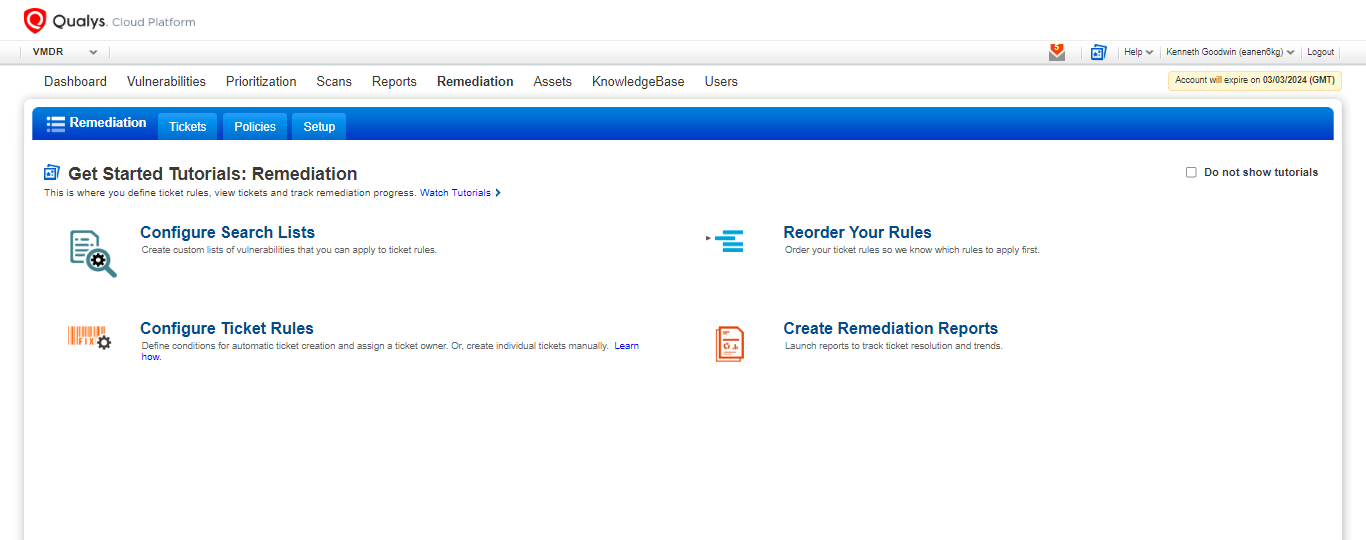 Qualys. Cloud Platform
VMDR
5
Help
Kenneth Goodwin (eanen6kg)
Logout
Dashboard Vulnerabilities Prioritization Scans Reports Remediation Assets KnowledgeBase Users
Account will expire on 03/03/2024 (GMT)
Remediation Tickets Policies Setup
Get Started Tutorials: Remediation
Do not show tutorials
This is where you define ticket rules, view tickets and track remediation progress. Watch Tutorials
Configure Search Lists
Create custom lists of vulnerabilities that you can apply to ticket rules.
Reorder Your Rules
Order your ticket rules so we know which rules to apply first.
FIX
Configure Ticket Rules
Define conditions for automatic ticket creation and assign a ticket owner. Or, create individual tickets manually. Learn
how.
Create Remediation Reports
Launch reports to track ticket resolution and trends.